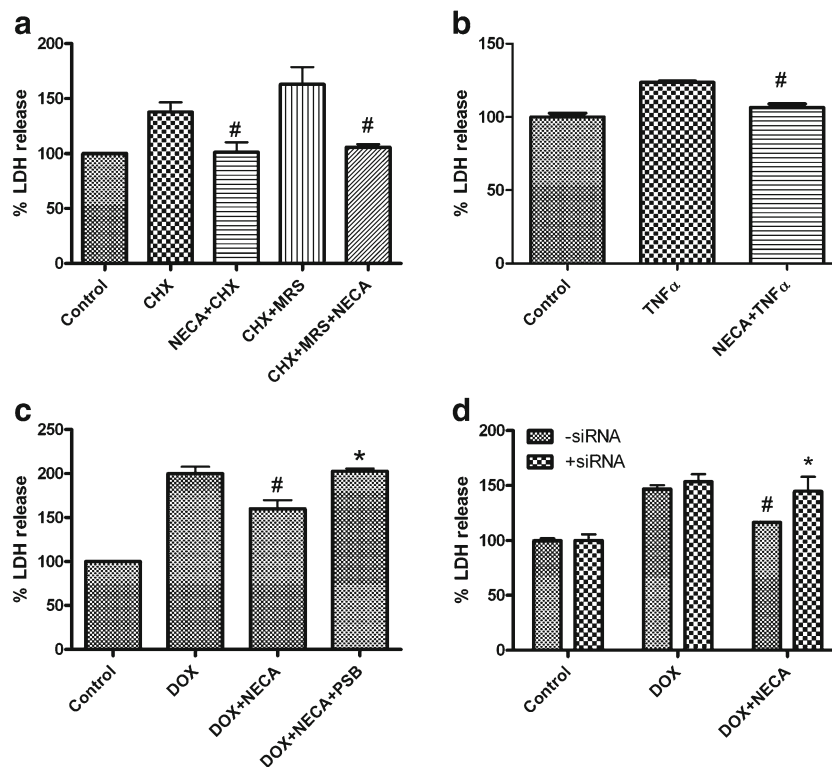 a
% LDH release
200
150
100
50
0
Control
CHX
NECA+CHX
CHX+MRS
CHX+MRS+NECA
#
#
b
% LDH release
150
100
50
0
Control
TNFα
NECA+TNFα
#
c
% LDH release
250
200
150
100
50
0
Control
DOX
DOX+NECA
DOX+NECA+PSB
#
*
d
% LDH release
200
150
100
50
0
-siRNA
+siRNA
Control
DOX
DOX+NECA
#
*